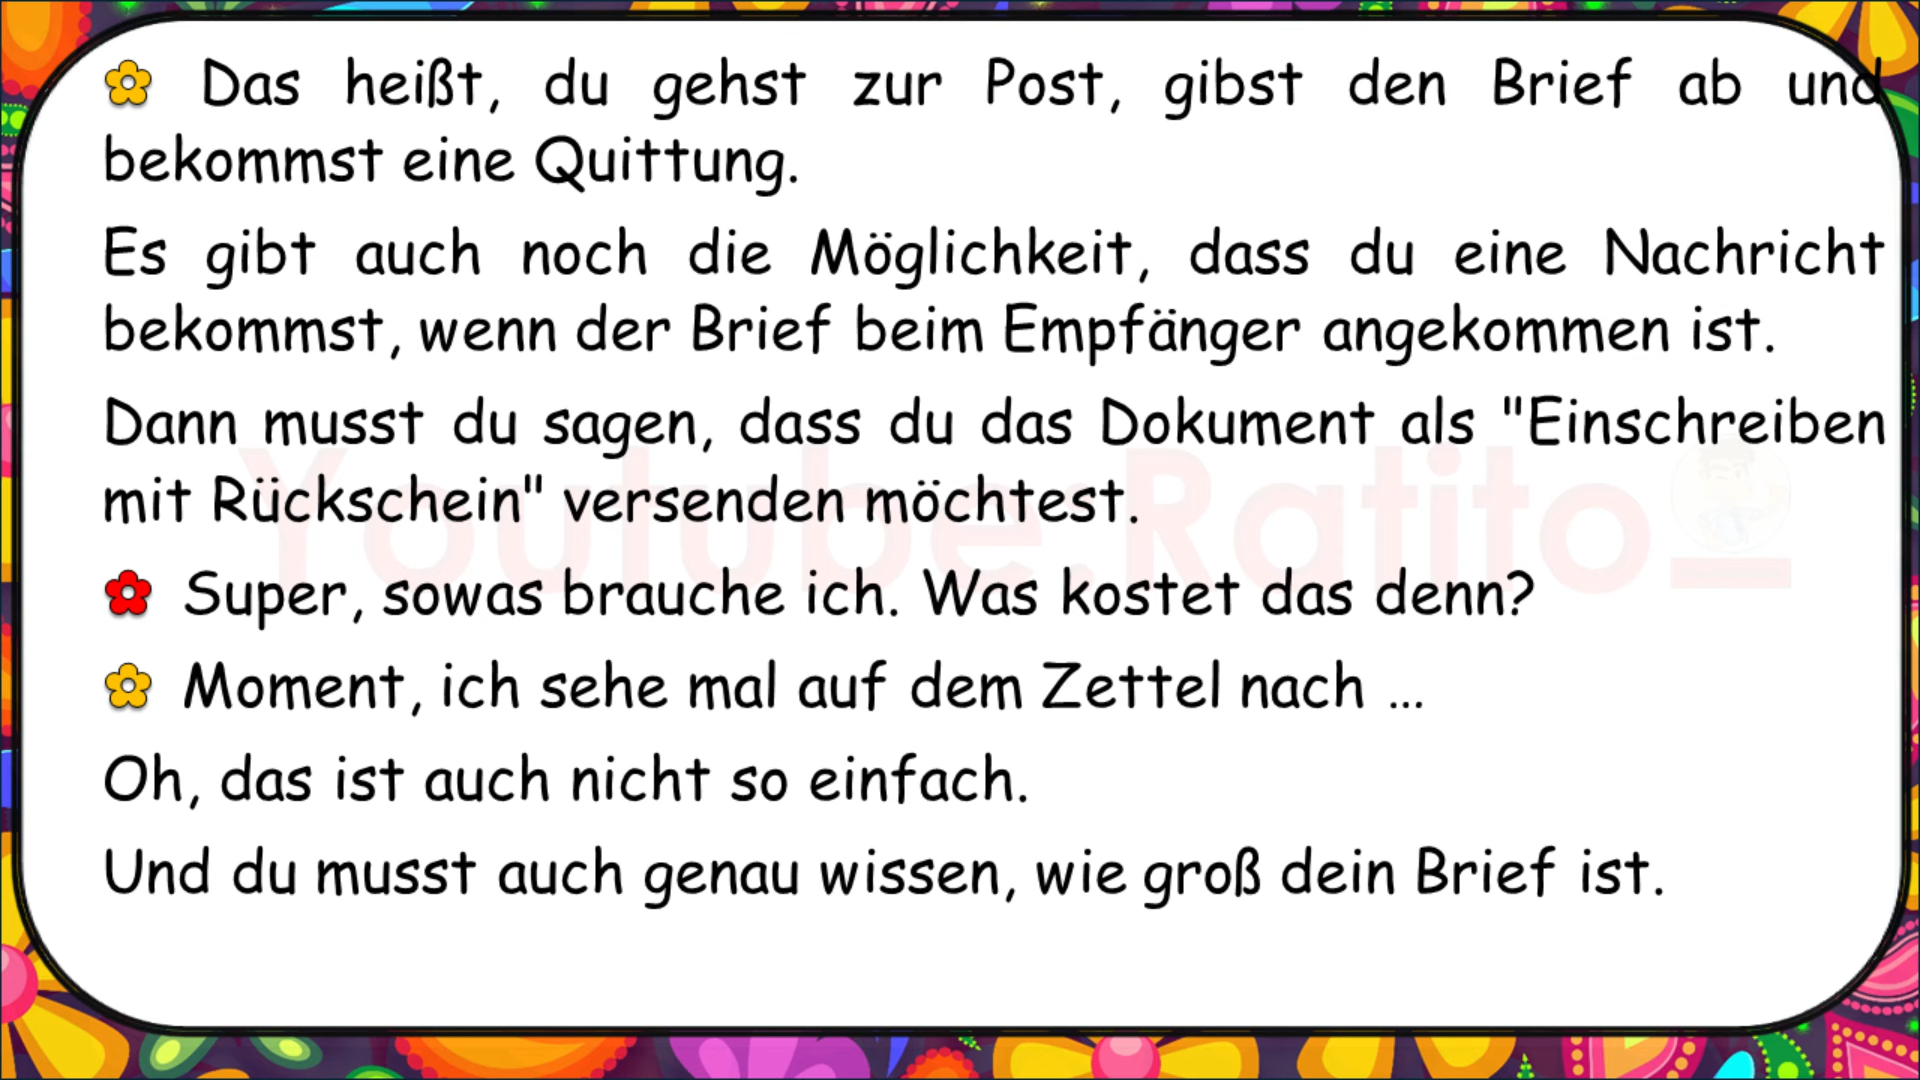 Das heißt, du gehst zur Post, gibst den Brief ab und
bekommst eine Quittung.
Es gibt auch noch die Möglichkeit, dass du eine Nachricht
bekommst, wenn der Brief beim Empfänger angekommen ist.
Dann musst du sagen, dass du das Dokument als "Einschreiben
mit Rückschein" versenden möchtest.
Youtube:Ratito
Super, sowas brauche ich. Was kostet das denn?
Moment, ich sehe mal auf dem Zettel nach ...
Oh, das ist auch nicht so einfach.
Und du musst auch genau wissen, wie groß dein Brief ist.